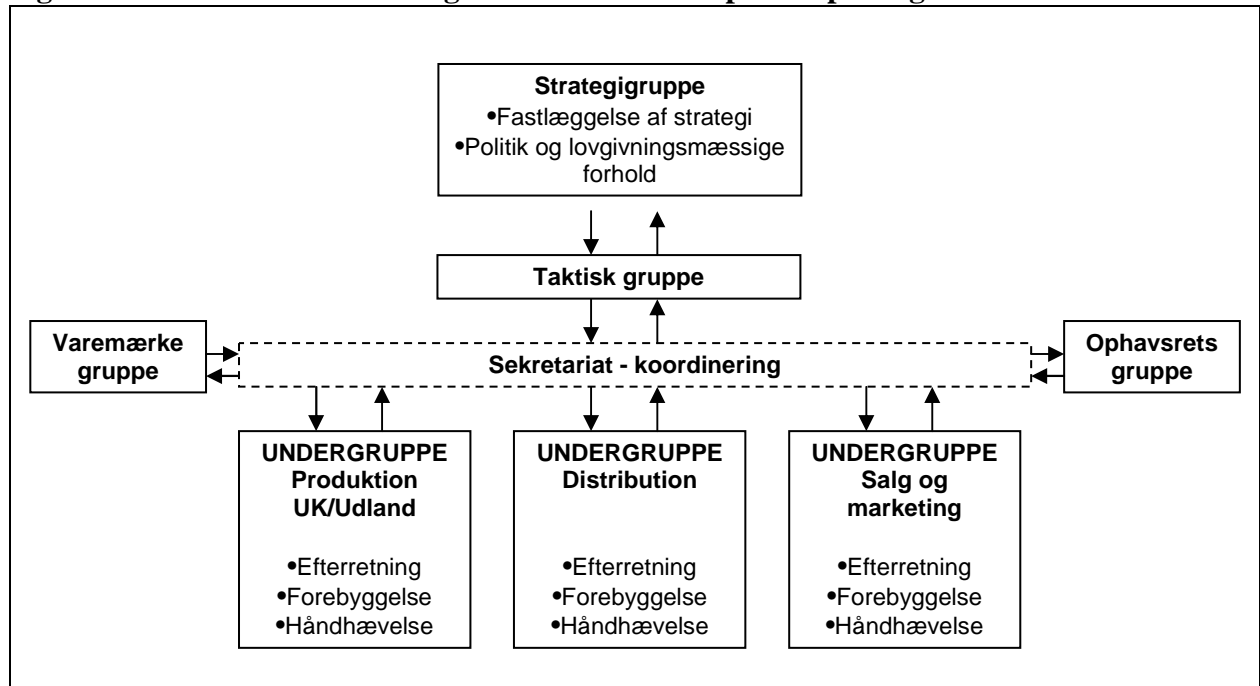 Strategigruppe
•Fastlæggelse af strategi
•Politik og lovgivningsmæssige
forhold
Taktisk gruppe
Varemærke
gruppe
Sekretariat - koordinering
Ophavsrets
gruppe
UNDERGRUPPE
Produktion
UK/Udland
•Efterretning
•Forebyggelse
•Håndhævelse
UNDERGRUPPE
Distribution
•Efterretning
•Forebyggelse
•Håndhævelse
UNDERGRUPPE
Salg og
marketing
•Efterretning
•Forebyggelse
•Håndhævelse